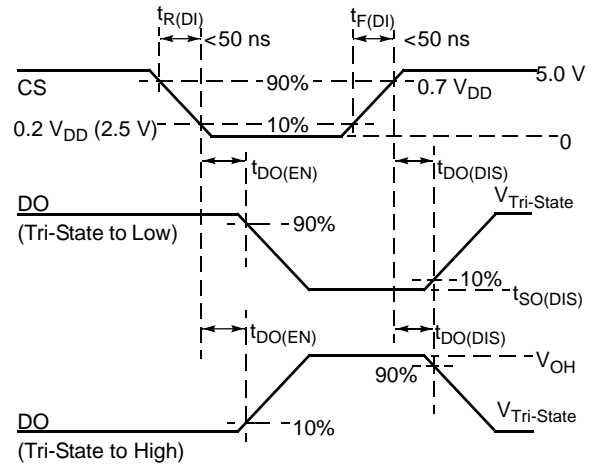 tR(DI) <50 ns tF(DI) <50 ns
CS 90% 0.7 VDD 5.0 V
0.2 VDD (2.5 V) 10% 0
tDO(EN) tDO(DIS)
DO 90% VTri-State
(Tri-State to Low) 10%
tSO(DIS)
tDO(EN) tDO(DIS)
90% VOH
DO 10% VTri-State
(Tri-State to High)